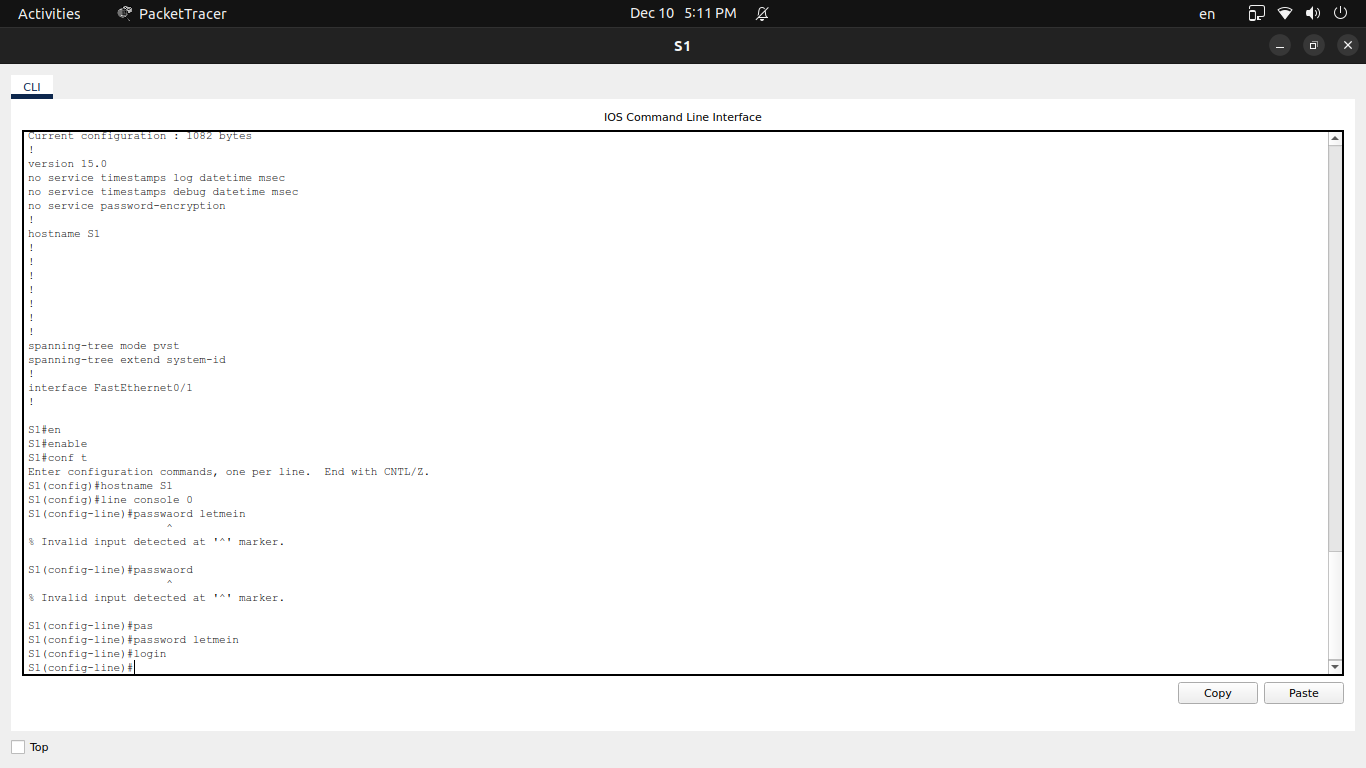 Activities PacketTracer Dec 10 5:11 PM en
S1
CLI
IOS Command Line Interface
Current configuration : 1082 bytes
!
version 15.0
no service timestamps log datetime msec
no service timestamps debug datetime msec
no service password-encryption
!
hostname S1
!
!
!
!
!
!
!
spanning-tree mode pvst
spanning-tree extend system-id
!
interface FastEthernet0/1
!
S1#en
S1#enable
S1#conf t
Enter configuration commands, one per line.  End with CNTL/Z.
S1(config)#hostname S1
S1(config)#line console 0
S1(config-line)#passwaord letmein
^
% Invalid input detected at '^' marker.
S1(config-line)#passwaord
^
% Invalid input detected at '^' marker.
S1(config-line)#pas
S1(config-line)#password letmein
S1(config-line)#login
S1(config-line)#
Copy Paste
Top